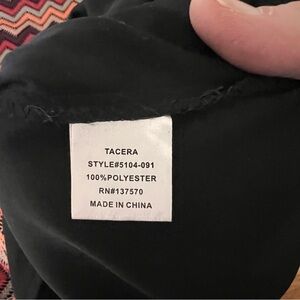 TACERA
STYLE#5104-091
100%POLYESTER
RN#137570
MADE IN CHINA